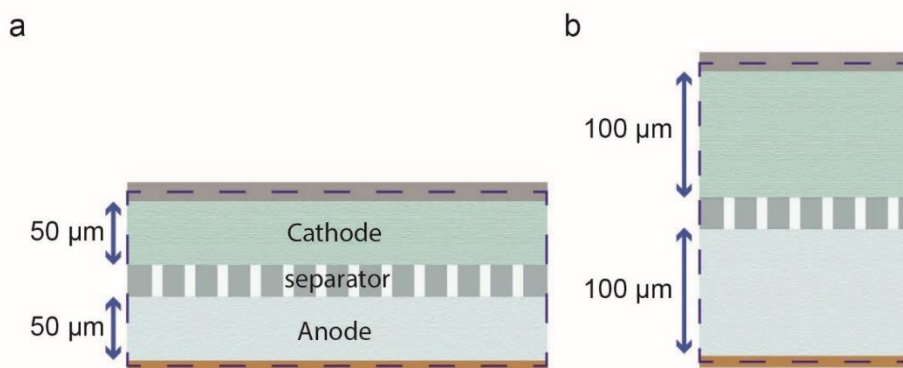 a
50 μm
Cathode
separator
50 μm
Anode
b
100 μm
100 μm